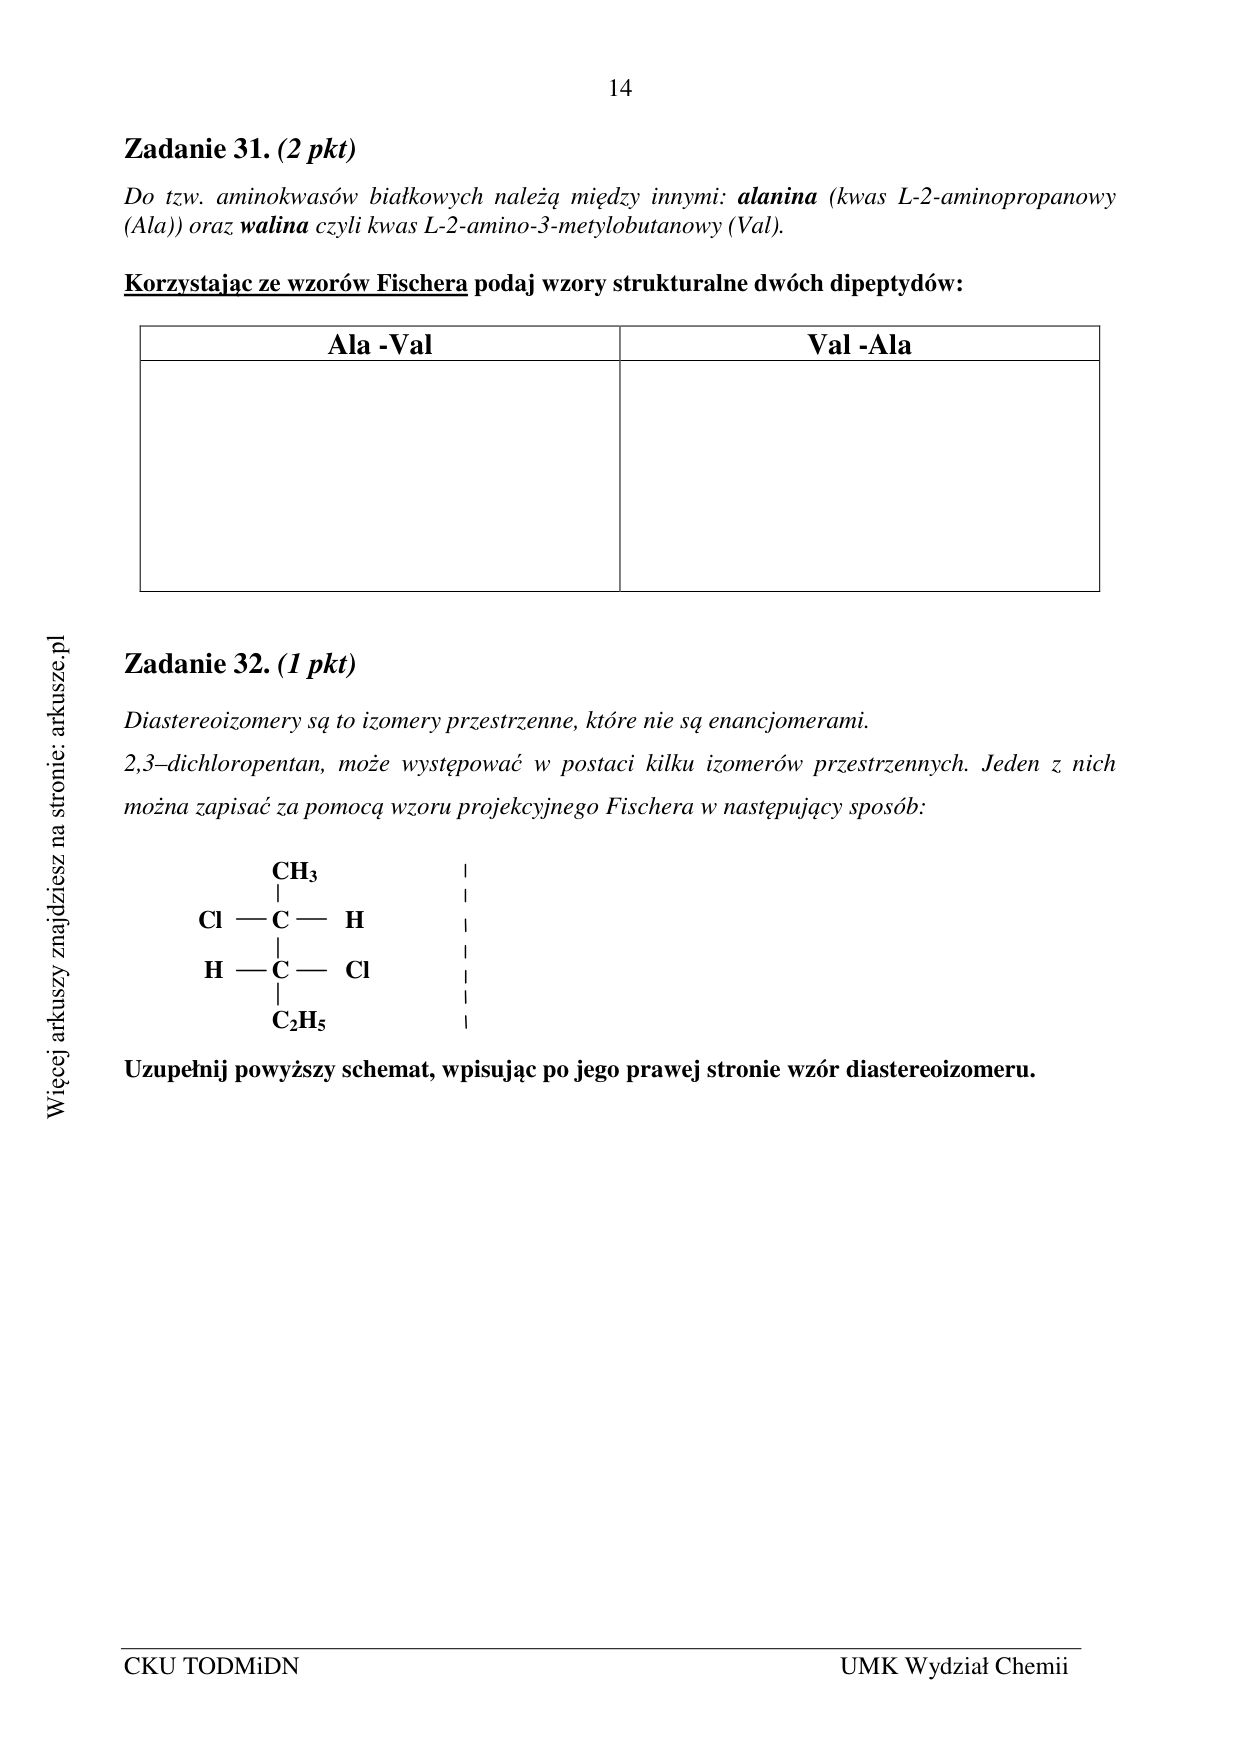 14
Zadanie 31. (2 pkt)
Do tzw. aminokwasów białkowych należą między innymi: alanina (kwas L-2-aminopropanowy
(Ala)) oraz walina czyli kwas L-2-amino-3-metylobutanowy (Val).
Korzystając ze wzorów Fischera podaj wzory strukturalne dwóch dipeptydów:
Ala -Val Val -Ala
Zadanie 32. (1 pkt)
Diastereoizomery są to izomery przestrzenne, które nie są enancjomerami.
2,3–dichloropentan, może występować w postaci kilku izomerów przestrzennych. Jeden z nich
można zapisać za pomocą wzoru projekcyjnego Fischera w następujący sposób:
CH₃
Cl — C — H
H — C — Cl
C₂H₅
Uzupełnij powyższy schemat, wpisując po jego prawej stronie wzór diastereoizomeru.
Więcej arkuszy znajdziesz na stronie: arkusze.pl
CKU TODMiDN UMK Wydział Chemii